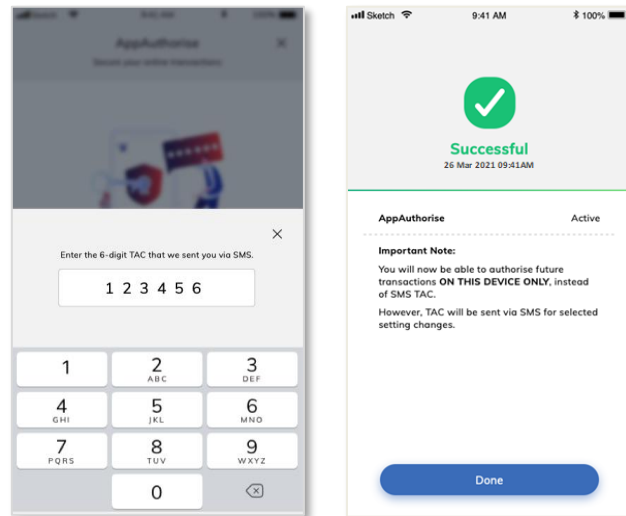 AppAuthorise
Secure your online transactions
Enter the 6-digit TAC that we sent you via SMS.
1 2 3 4 5 6
1
2
ABC
3
DEF
4
GHI
5
JKL
6
MNO
7
PQRS
8
TUV
9
WXYZ
0
Sketch
9:41 AM
100%
Successful
26 Mar 2021 09:41AM
AppAuthorise Active
Important Note:
You will now be able to authorise future
transactions ON THIS DEVICE ONLY, instead
of SMS TAC.
However, TAC will be sent via SMS for selected
setting changes.
Done